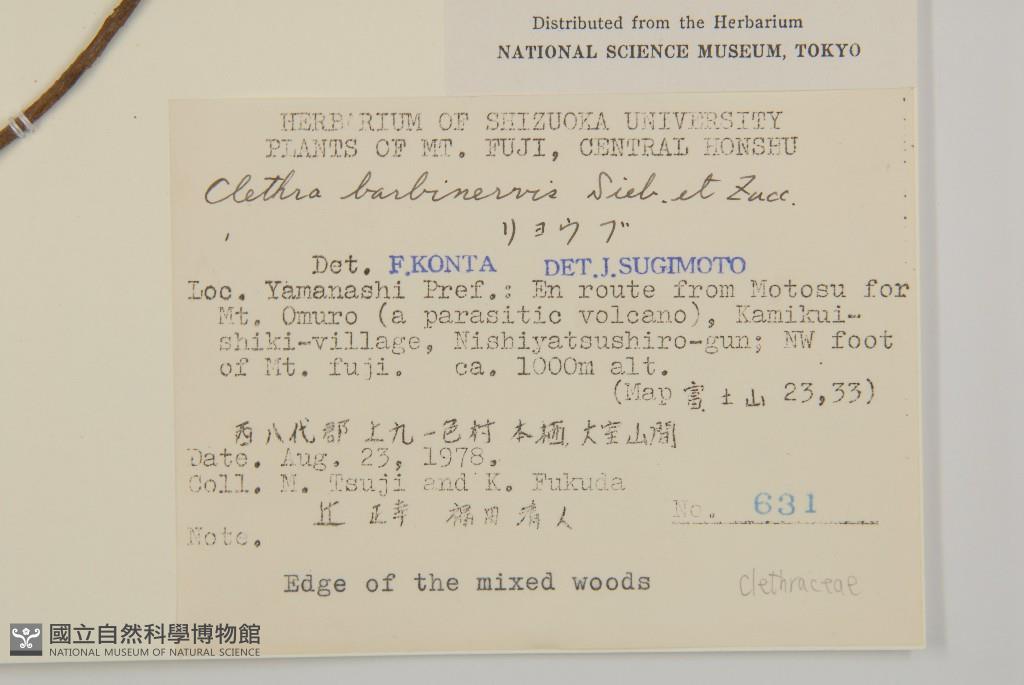 Distributed from the Herbarium
NATIONAL SCIENCE MUSEUM, TOKYO
HERBARIUM OF SHIZUOKA UNIVERSITY
PLANTS OF MT. FUJI, CENTRAL HONSHU
Clethra barbinervis Sieb. et Zucc.
リョウブ
Det. F.KONTA DET.J.SUGIMOTO
Loc. Yamanashi Pref.: En route from Motosu for
Mt. Omuro (a parasitic volcano), Kamikui-
shiki-village, Nishiyatsushiro-gun; NW foot
of Mt. fuji. ca. 1000m alt.
(Map 富士山 23,33)
西八代郡 上九一色村 本栖 大室山間
Date. Aug. 23, 1978.
Coll. M. Tsuji and K. Fukuda
辻 正幸 福田 清人
No. 631
Note.
Edge of the mixed woods
Clethraceae
國立自然科學博物館
NATIONAL MUSEUM OF NATURAL SCIENCE